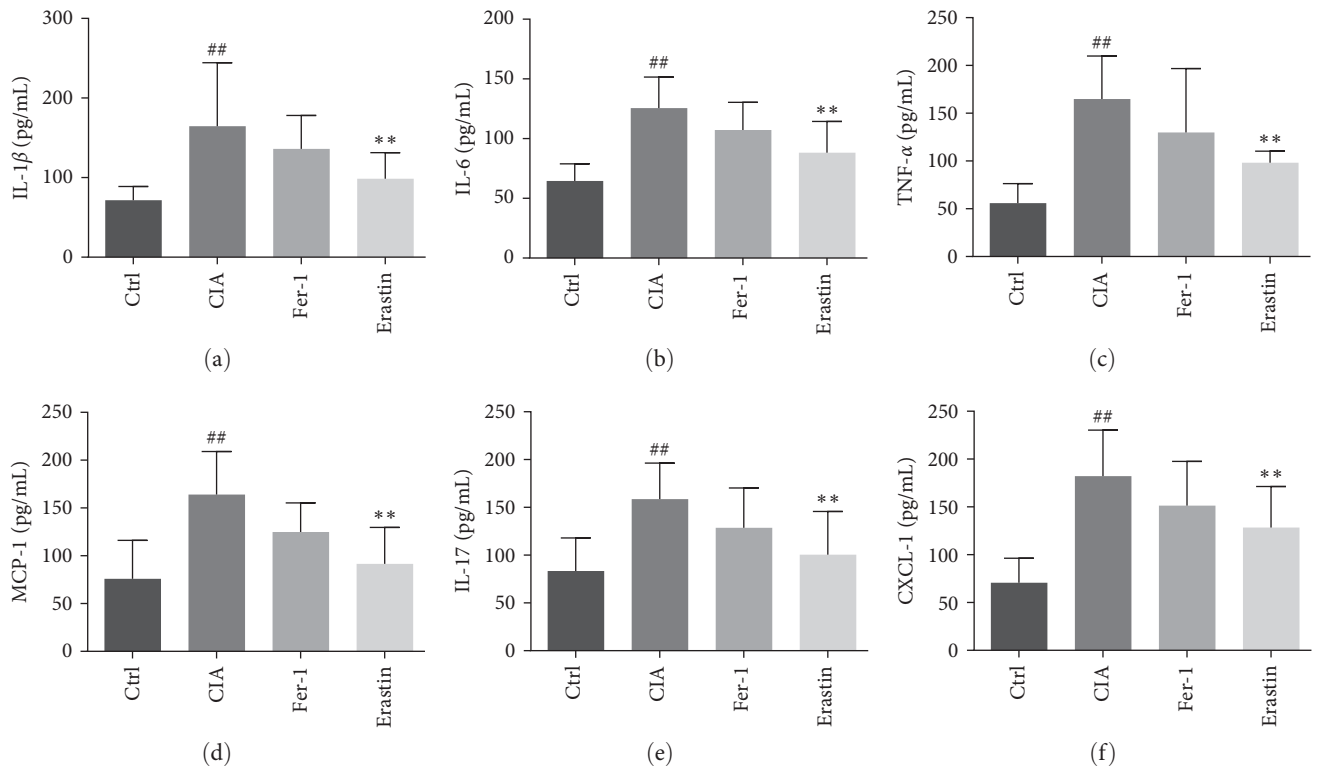 IL-1β (pg/mL)
300
200
100
0
##
**
Ctrl
CIA
Fer-1
Erastin
(a)
IL-6 (pg/mL)
200
150
100
50
0
##
**
Ctrl
CIA
Fer-1
Erastin
(b)
TNF-α (pg/mL)
250
200
150
100
50
0
##
**
Ctrl
CIA
Fer-1
Erastin
(c)
MCP-1 (pg/mL)
250
200
150
100
50
0
##
**
Ctrl
CIA
Fer-1
Erastin
(d)
IL-17 (pg/mL)
250
200
150
100
50
0
##
**
Ctrl
CIA
Fer-1
Erastin
(e)
CXCL-1 (pg/mL)
250
200
150
100
50
0
##
**
Ctrl
CIA
Fer-1
Erastin
(f)